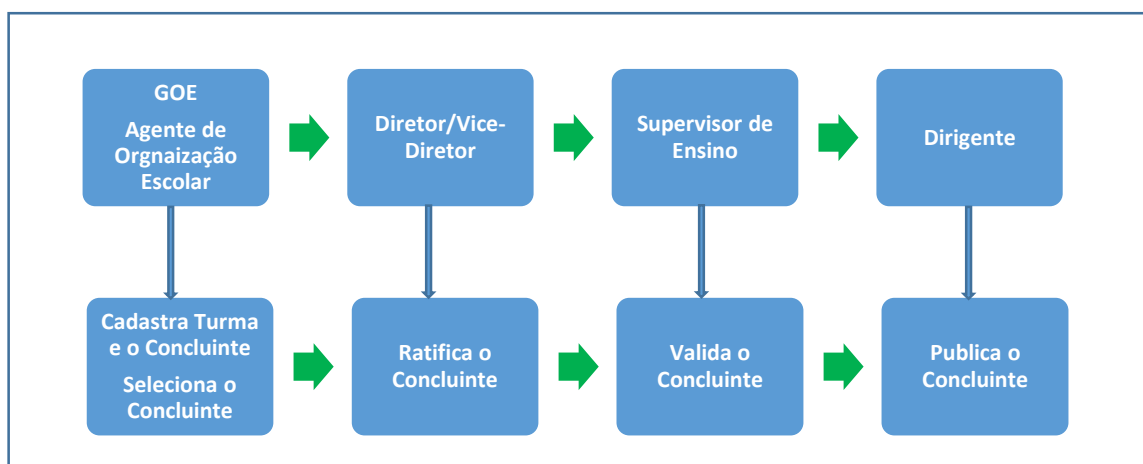 GOE
Agente de
Orgnaização
Escolar
Diretor/Vice-
Diretor
Supervisor de
Ensino
Dirigente
Cadastra Turma
e o Concluinte
Seleciona o
Concluinte
Ratifica o
Concluinte
Valida o
Concluinte
Publica o
Concluinte